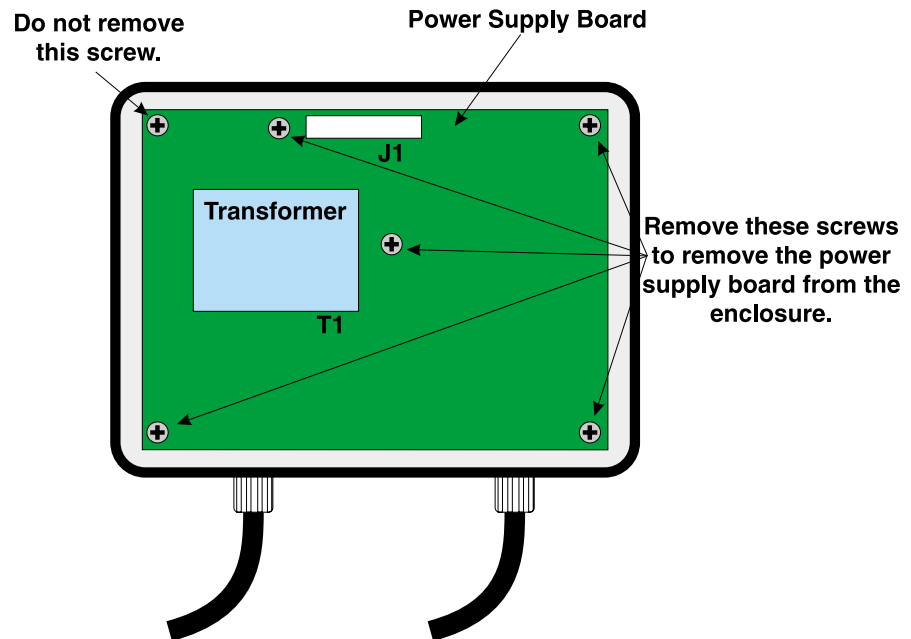 Do not remove
this screw.
Power Supply Board
J1
Transformer
T1
Remove these screws
to remove the power
supply board from the
enclosure.